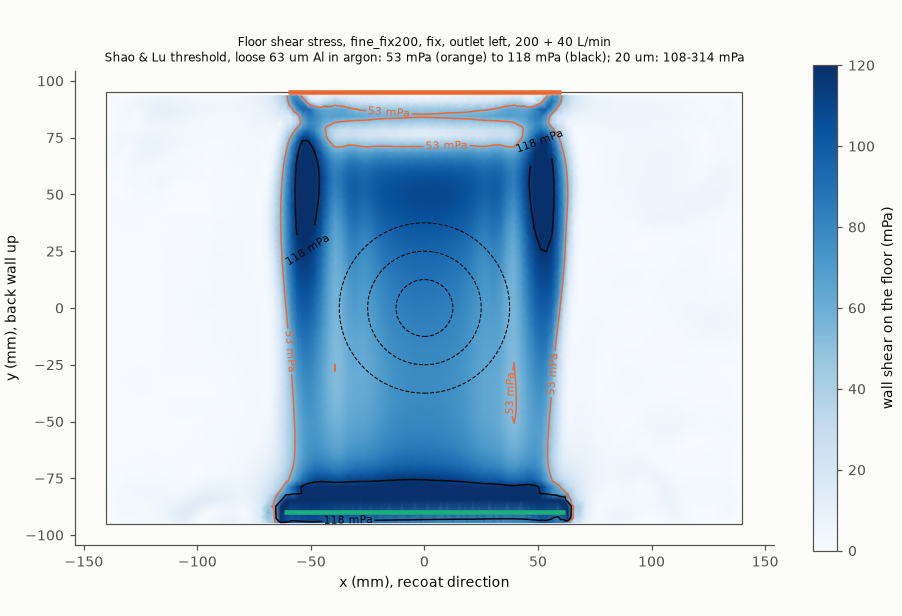 Floor shear stress, fine_fix200, fix, outlet left, 200 + 40 L/min
Shao & Lu threshold, loose 63 um Al in argon: 53 mPa (orange) to 118 mPa (black); 20 um: 108-314 mPa
100
75
50
25
0
−25
−50
−75
−100
y (mm), back wall up
53 mPa
53 mPa
118 mPa
118 mPa
53 mPa
53 mPa
53 mPa
118 mPa
−150
−100
−50
0
50
100
150
x (mm), recoat direction
120
100
80
60
40
20
0
wall shear on the floor (mPa)